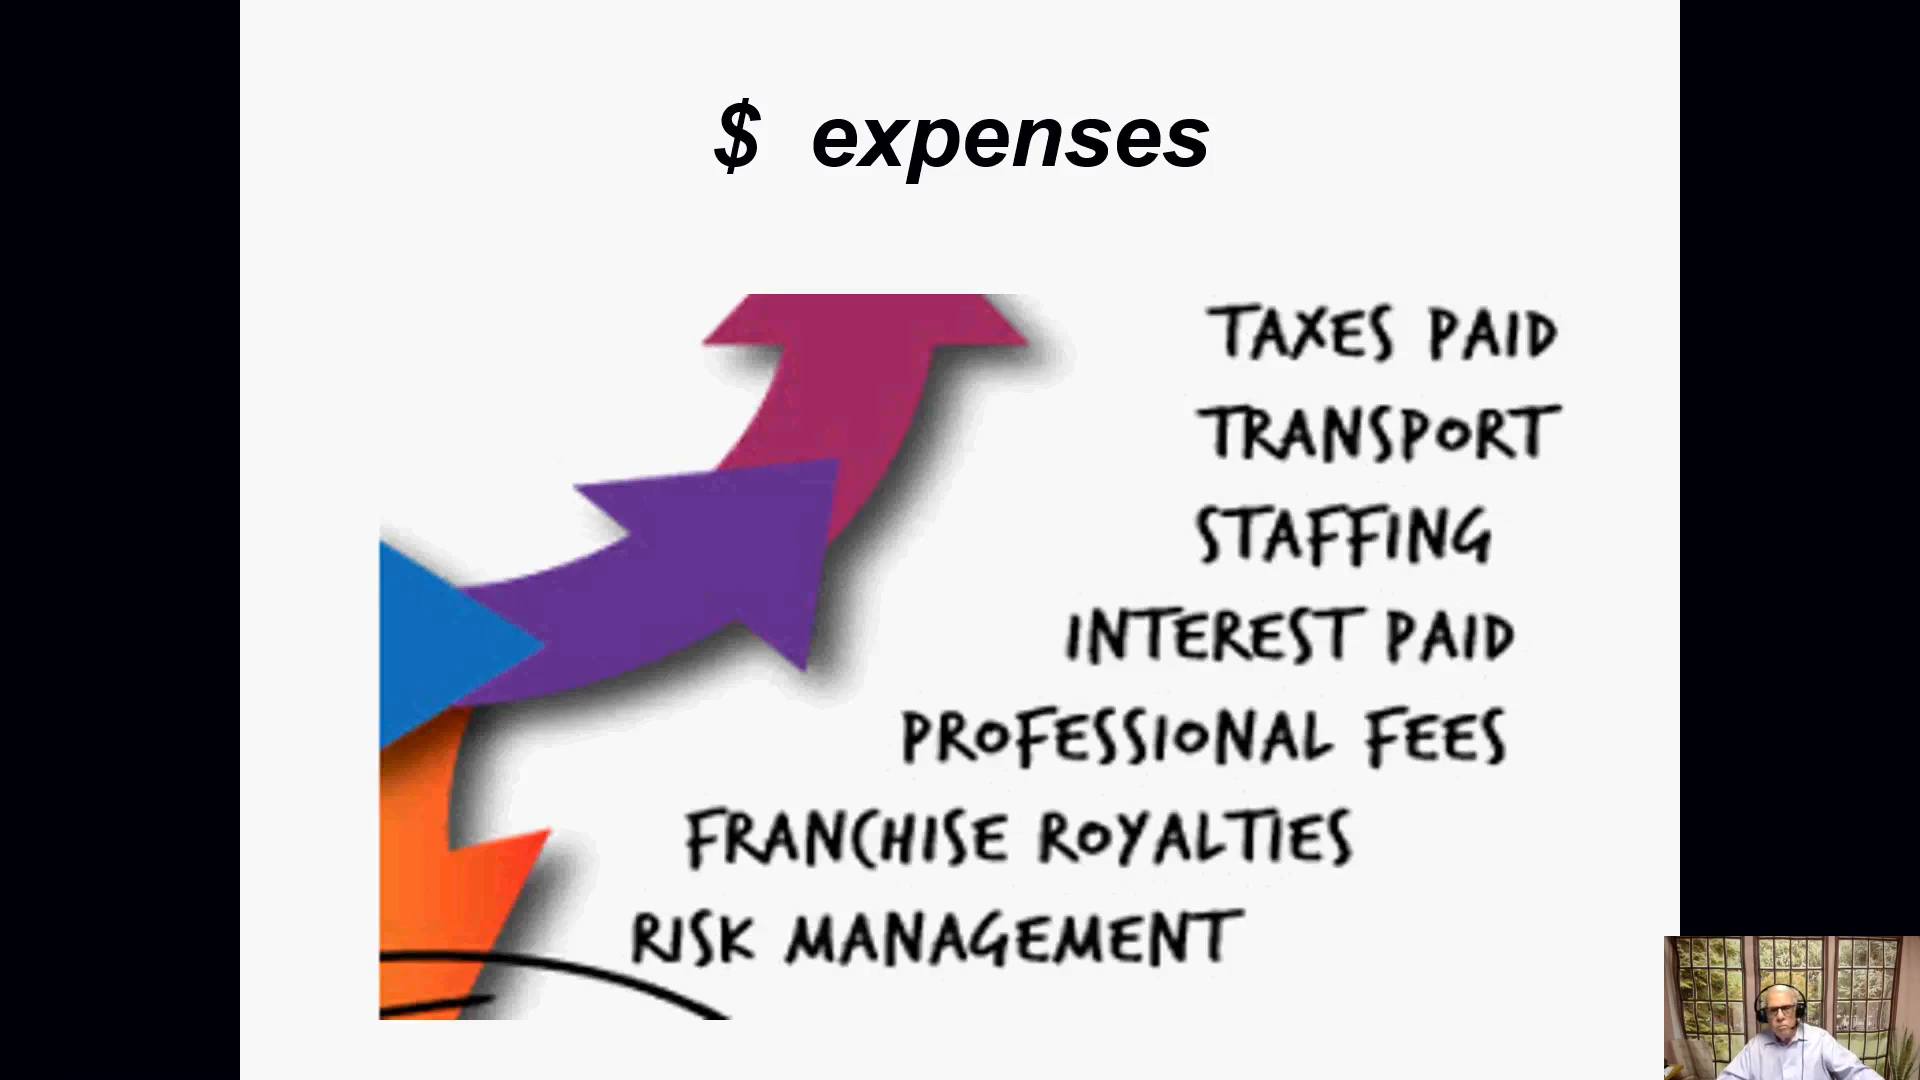 $ expenses
TAXES PAID
TRANSPORT
STAFFING
INTEREST PAID
PROFESSIONAL FEES
FRANCHISE ROYALTIES
RISK MANAGEMENT